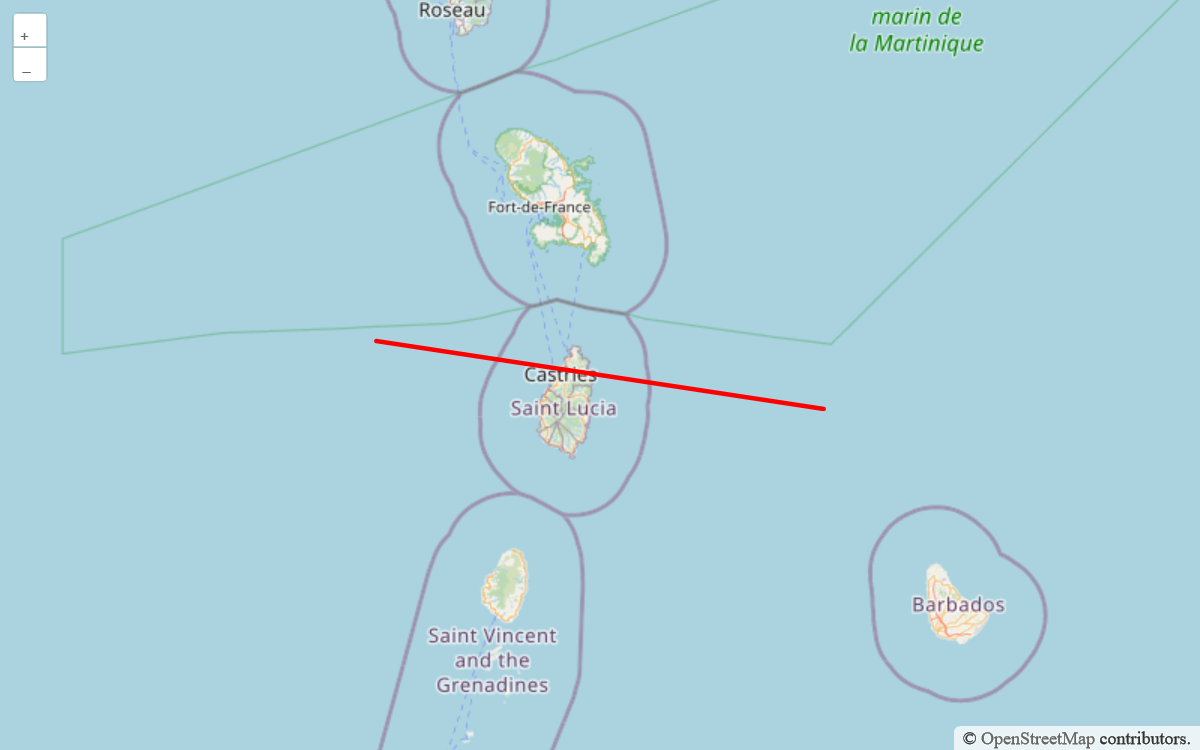 +
–
Roseau
marin de
la Martinique
Fort-de-France
Castries
Saint Lucia
Barbados
Saint Vincent
and the
Grenadines
© OpenStreetMap contributors.